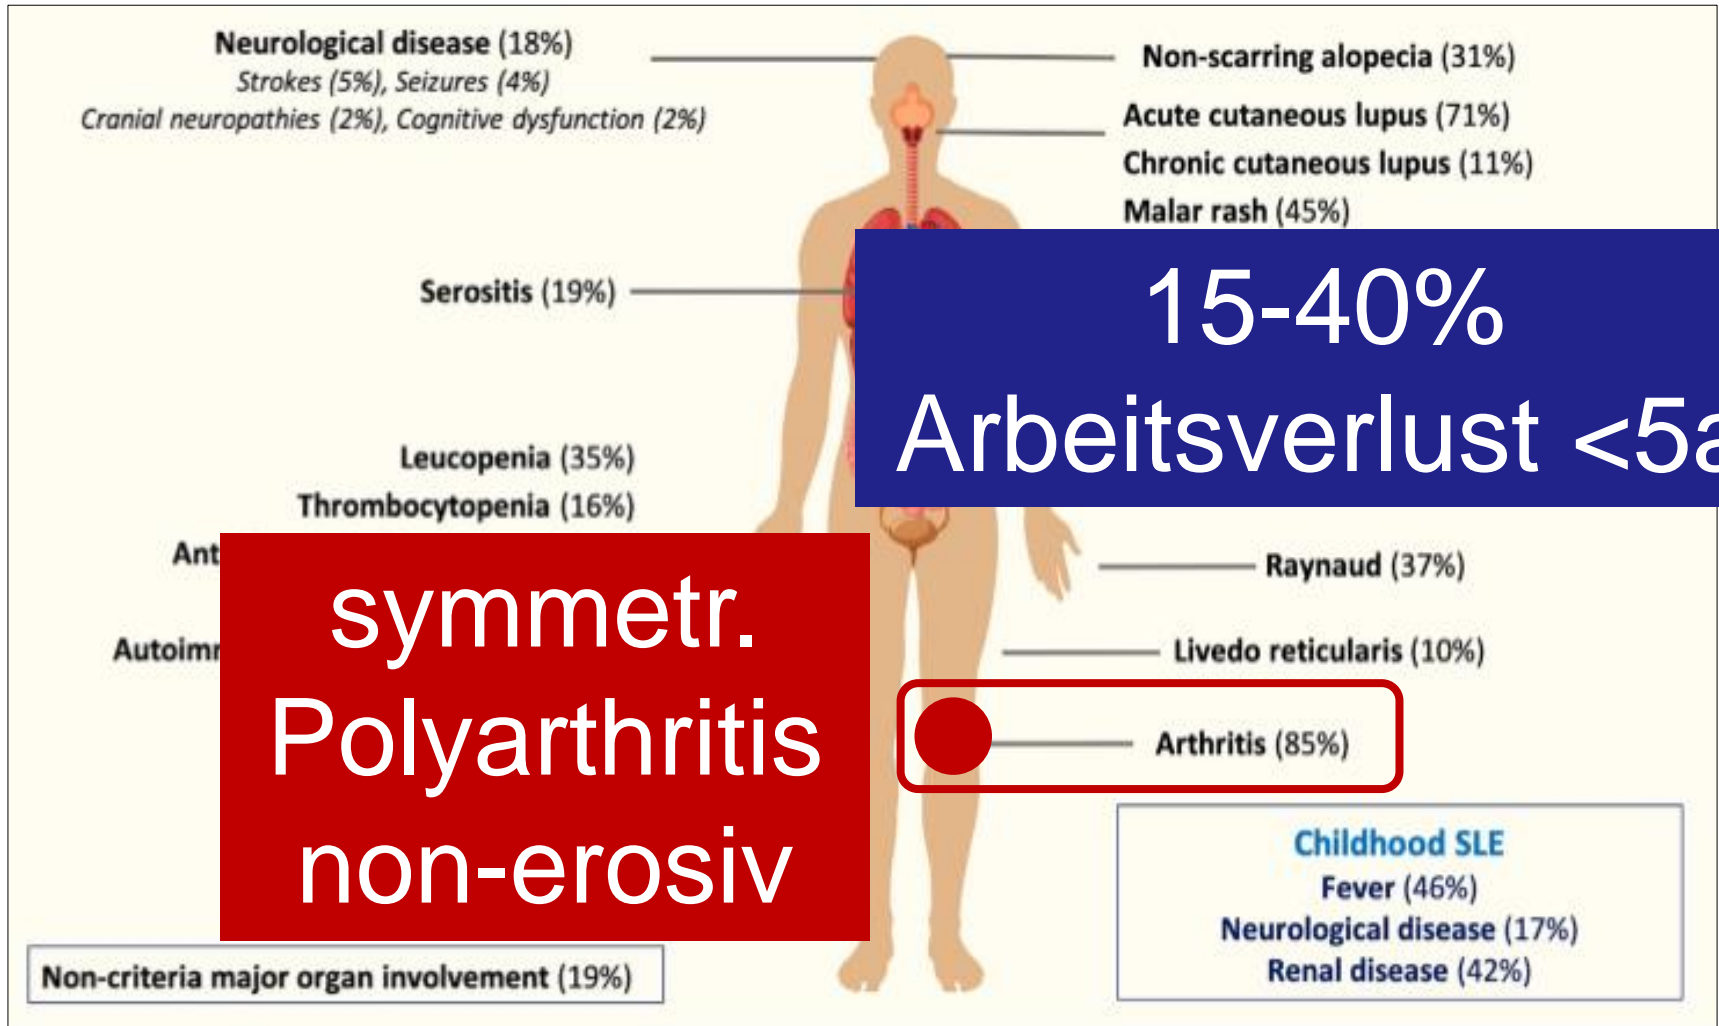 Neurological disease (18%)
Strokes (5%), Seizures (4%)
Cranial neuropathies (2%), Cognitive dysfunction (2%)
Non-scarring alopecia (31%)
Acute cutaneous lupus (71%)
Chronic cutaneous lupus (11%)
Malar rash (45%)
Serositis (19%)
15-40%
Arbeitsverlust <5a
Leucopenia (35%)
Thrombocytopenia (16%)
Ant
Autoimm
symmetr.
Polyarthritis
non-erosiv
Raynaud (37%)
Livedo reticularis (10%)
Arthritis (85%)
Childhood SLE
Fever (46%)
Neurological disease (17%)
Renal disease (42%)
Non-criteria major organ involvement (19%)